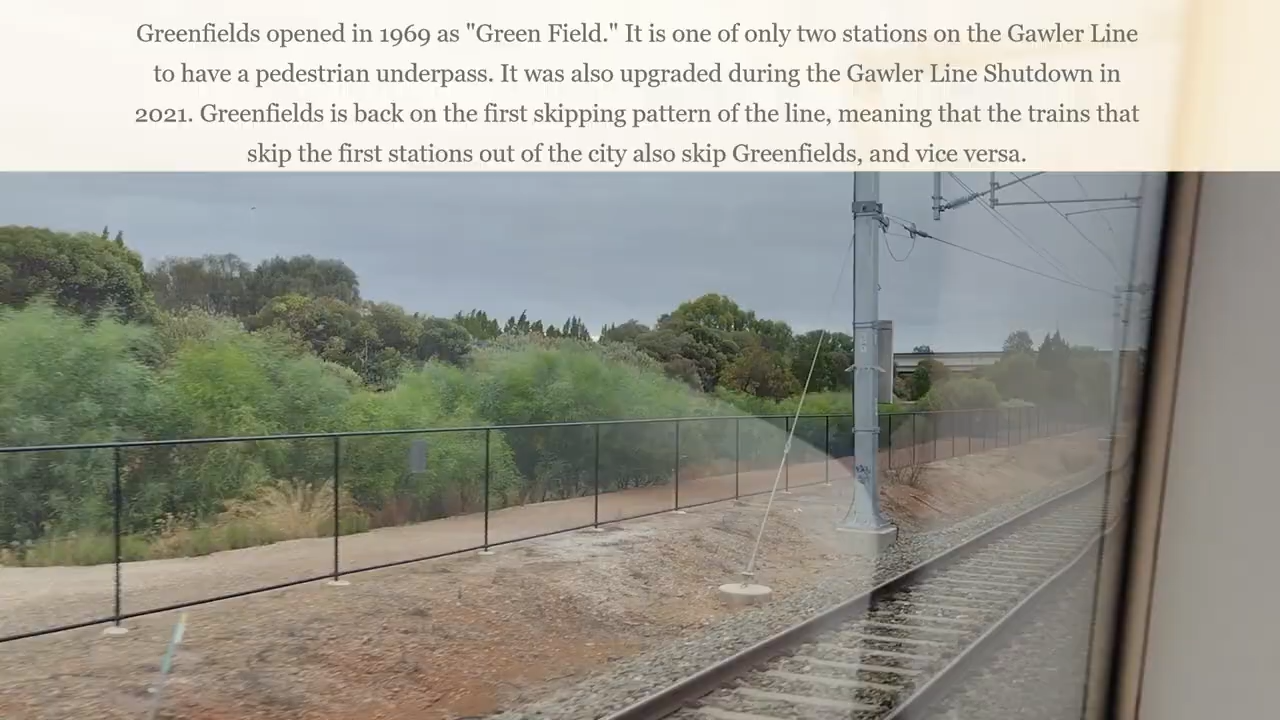 Greenfields opened in 1969 as "Green Field." It is one of only two stations on the Gawler Line
to have a pedestrian underpass. It was also upgraded during the Gawler Line Shutdown in
2021. Greenfields is back on the first skipping pattern of the line, meaning that the trains that
skip the first stations out of the city also skip Greenfields, and vice versa.